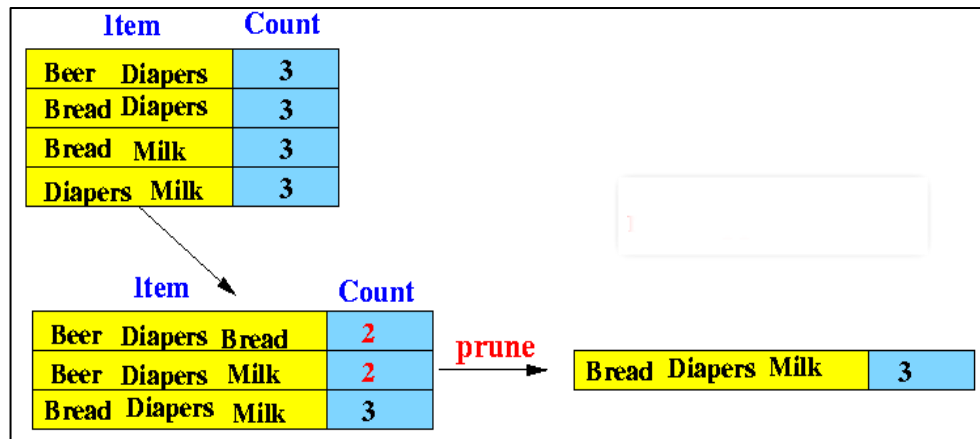 Item Count
Beer Diapers 3
Bread Diapers 3
Bread Milk 3
Diapers Milk 3
Item Count
Beer Diapers Bread 2
Beer Diapers Milk 2
Bread Diapers Milk 3
prune
Bread Diapers Milk 3